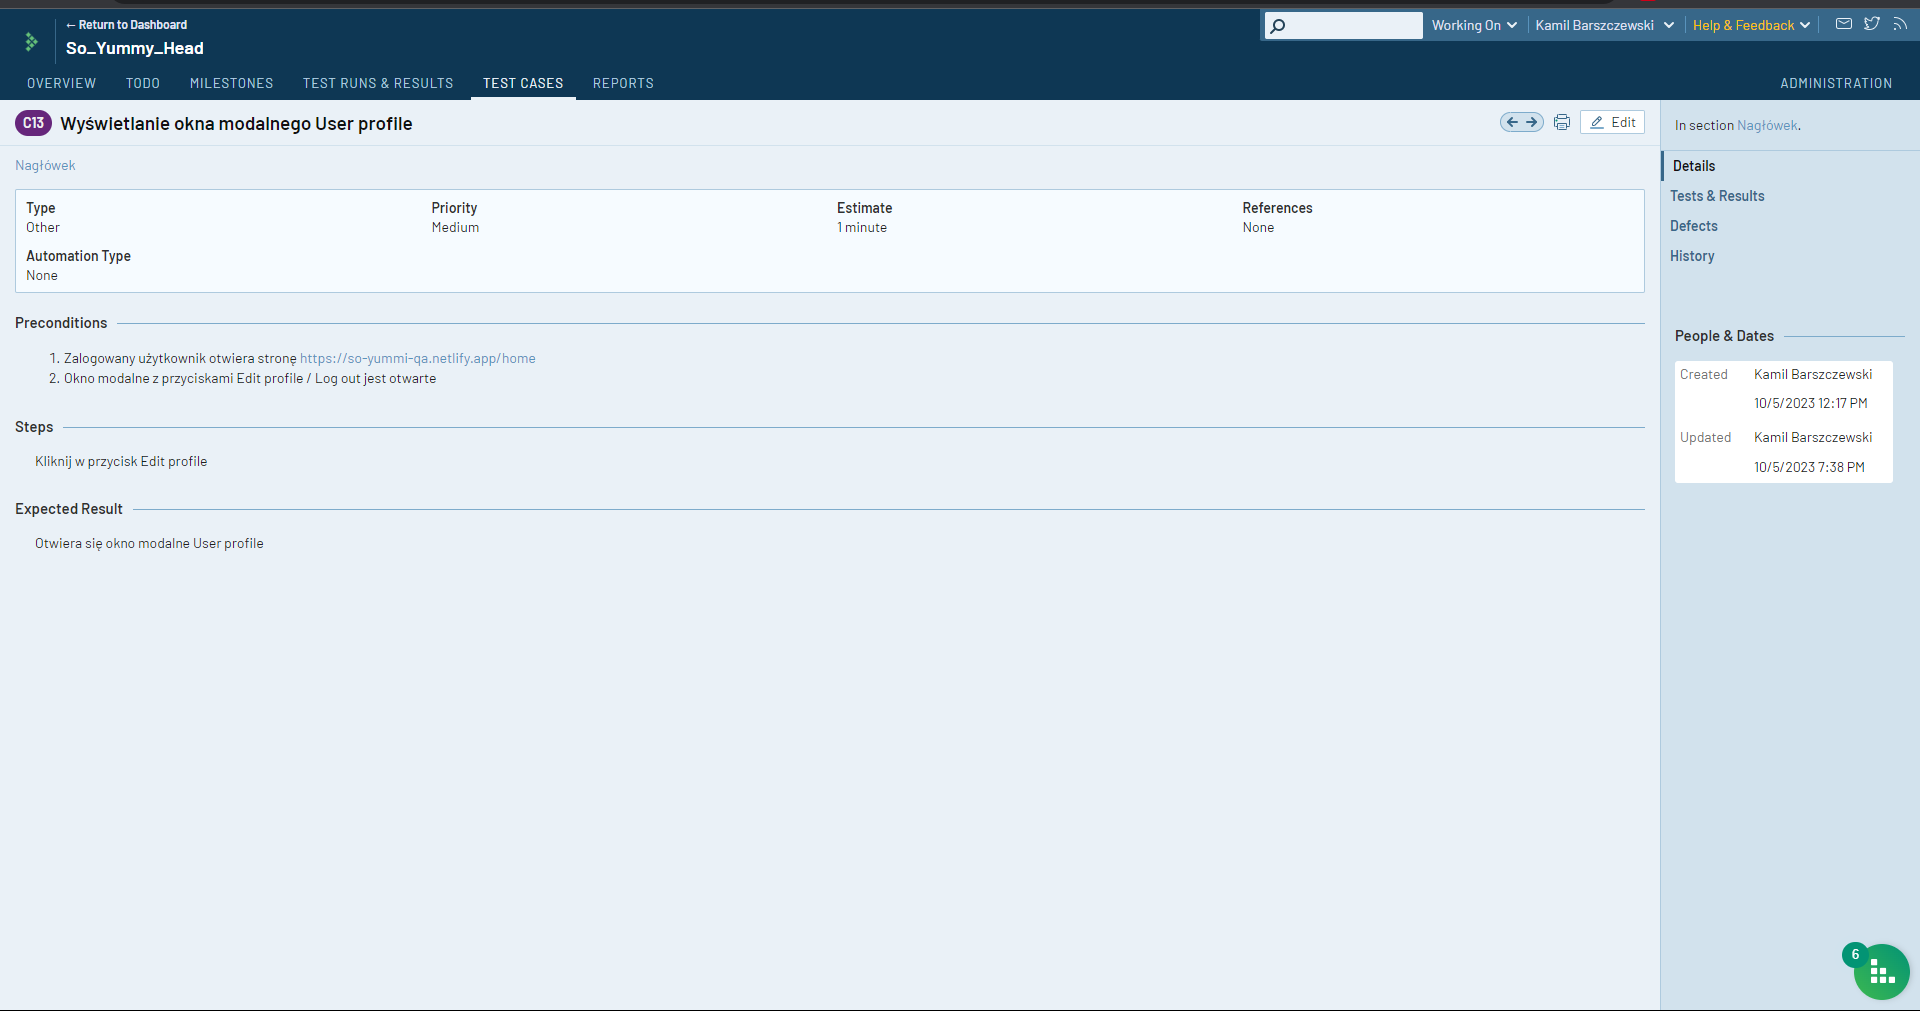 ← Return to Dashboard
So_Yummy_Head
Working On
Kamil Barszczewski
Help & Feedback
OVERVIEW
TODO
MILESTONES
TEST RUNS & RESULTS
TEST CASES
REPORTS
ADMINISTRATION
C13 Wyświetlanie okna modalnego User profile
Edit
Nagłówek
Type
Other
Priority
Medium
Estimate
1 minute
References
None
Automation Type
None
Preconditions
1. Zalogowany użytkownik otwiera stronę https://so-yummi-qa.netlify.app/home
2. Okno modalne z przyciskami Edit profile / Log out jest otwarte
Steps
Kliknij w przycisk Edit profile
Expected Result
Otwiera się okno modalne User profile
In section Nagłówek.
Details
Tests & Results
Defects
History
People & Dates
Created Kamil Barszczewski
10/5/2023 12:17 PM
Updated Kamil Barszczewski
10/5/2023 7:38 PM
6